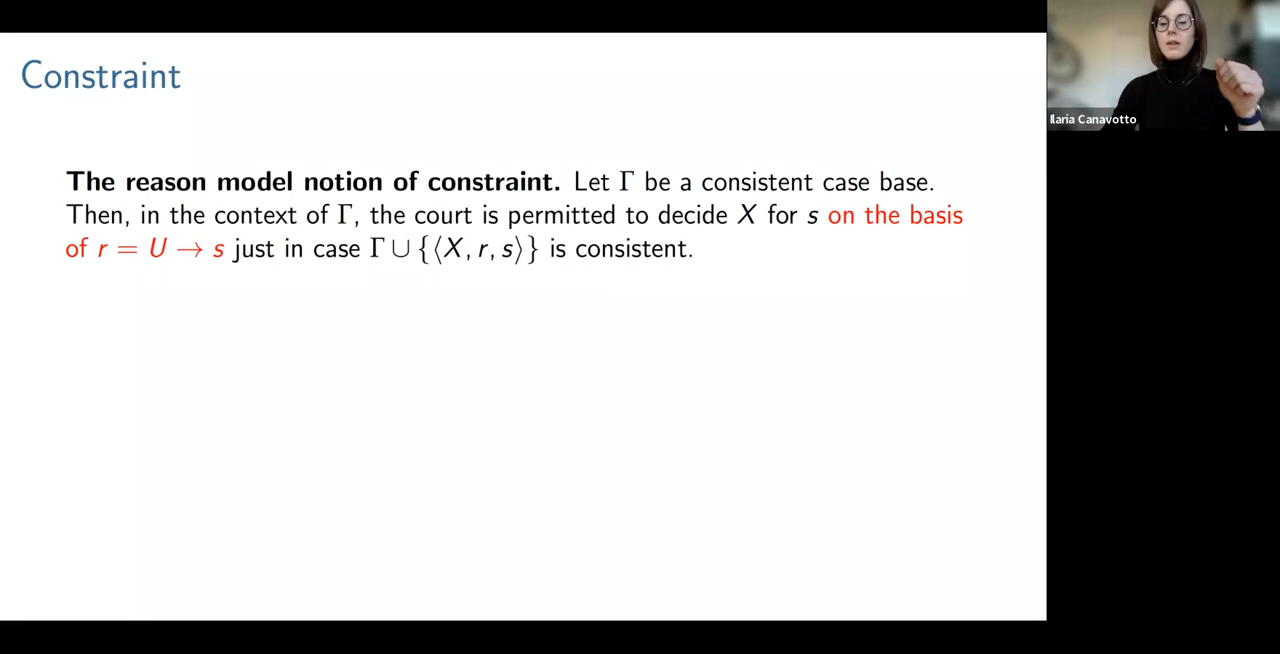 Constraint
The reason model notion of constraint. Let Γ be a consistent case base.
Then, in the context of Γ, the court is permitted to decide X for s on the basis
of r = U → s just in case Γ ∪ {⟨X, r, s⟩} is consistent.
Ilaria Canavotto